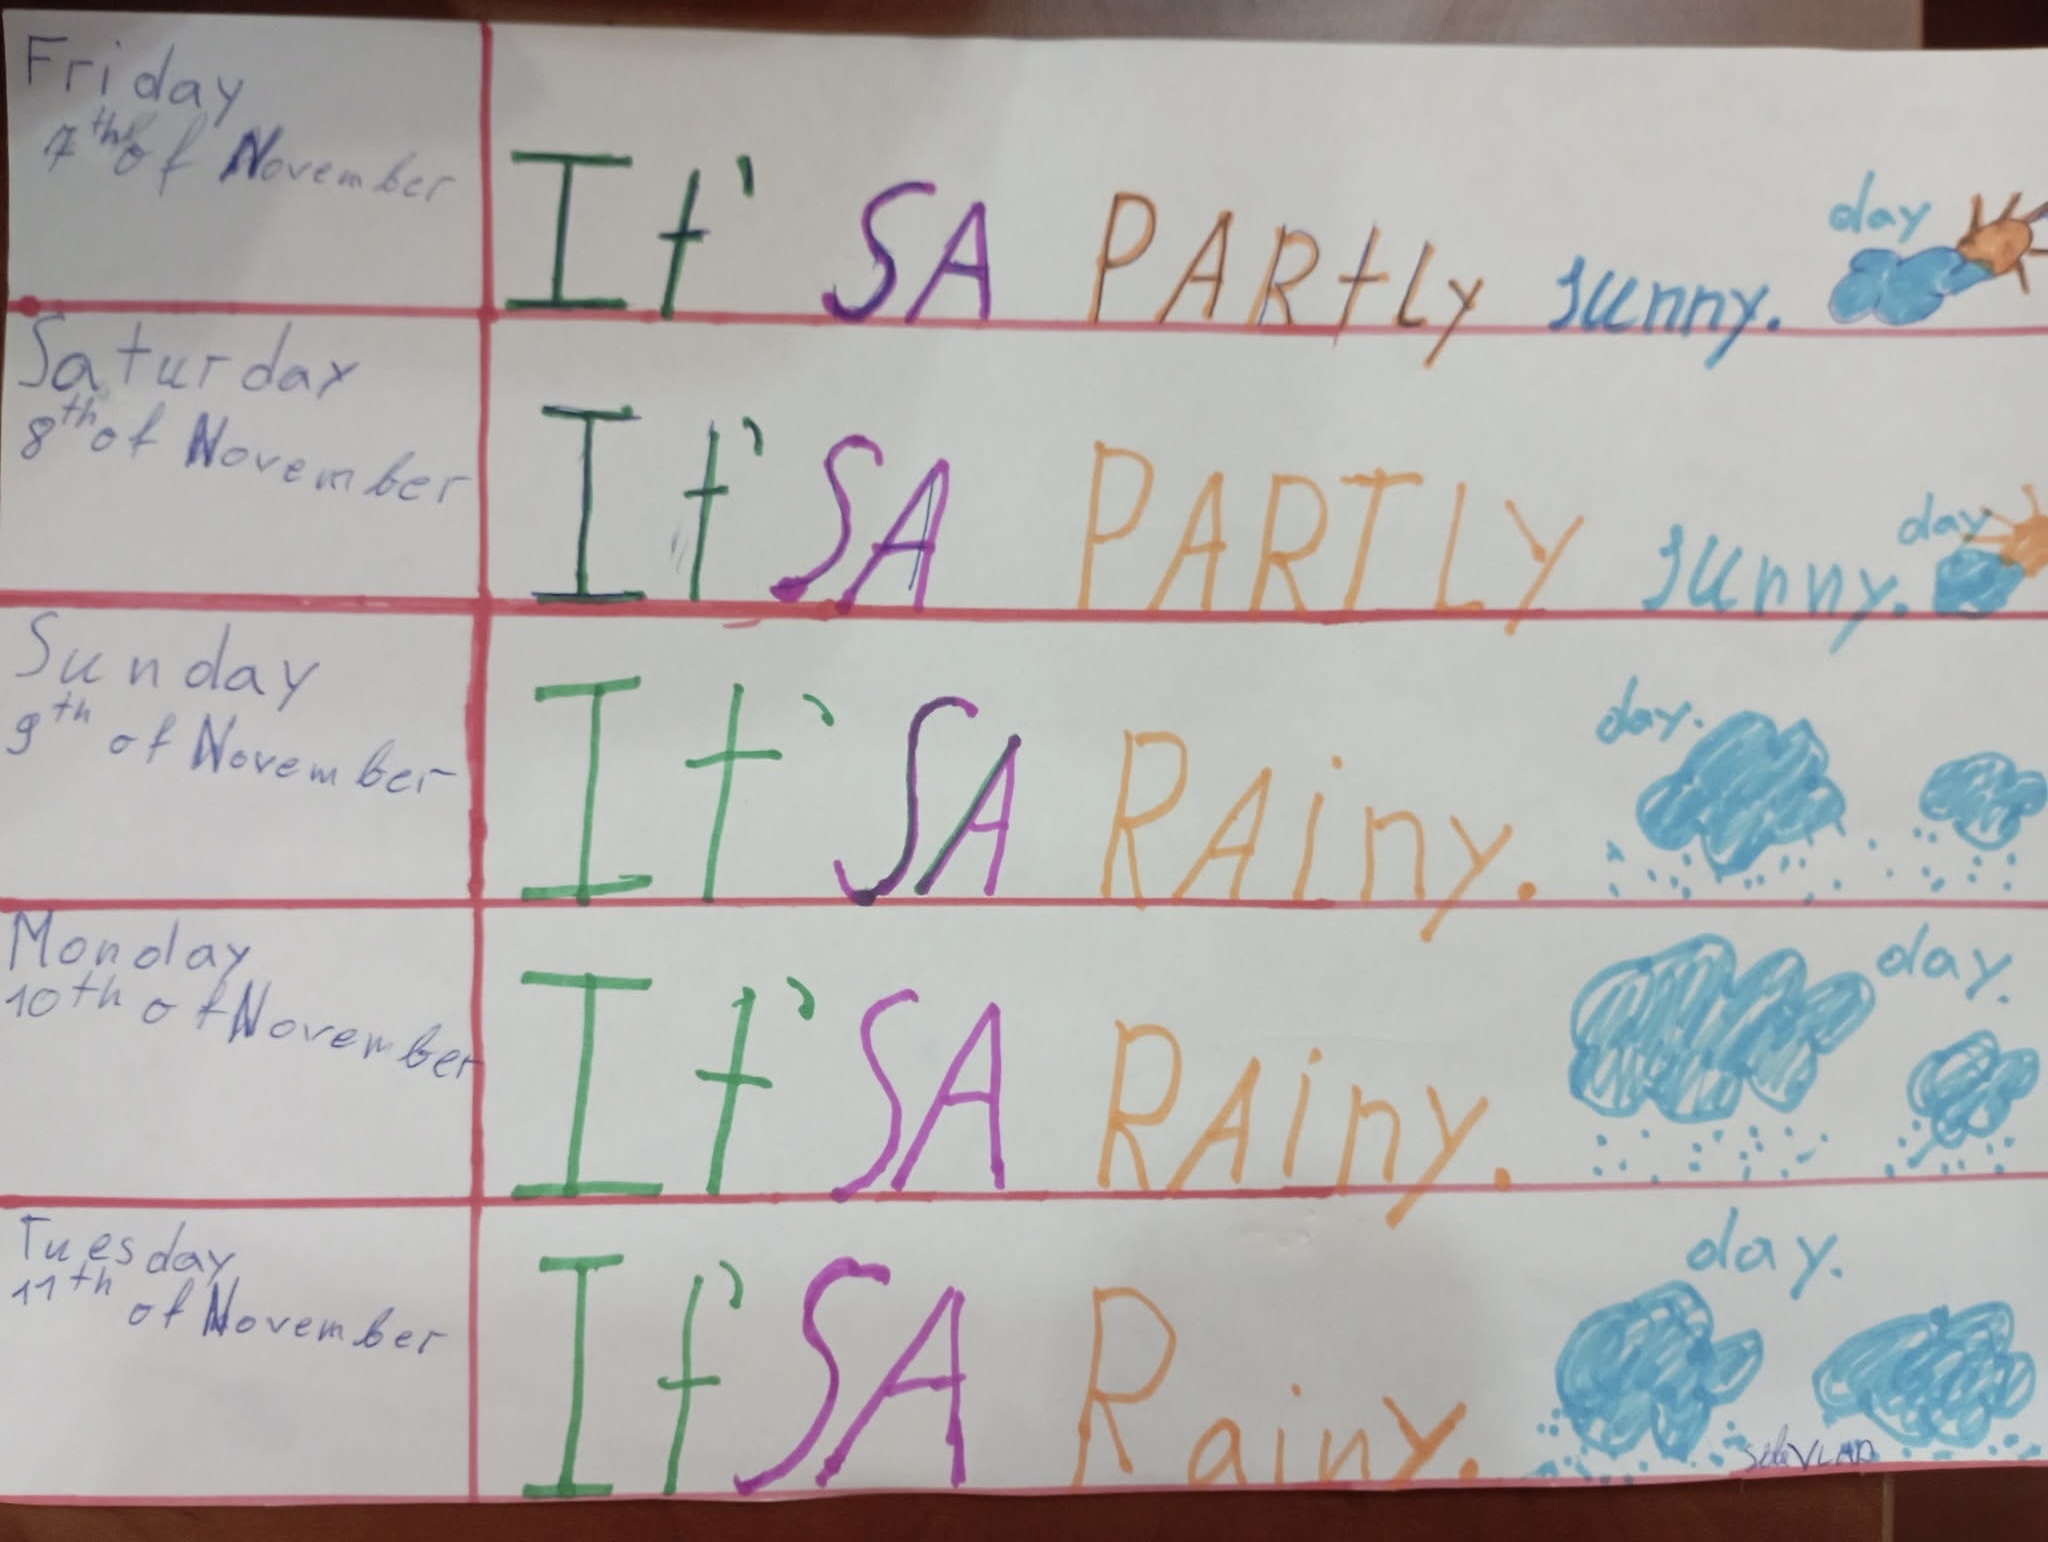 Friday
7th of November
It' SA PARtLy sunny. day
Saturday
8th of November
It' SA PARTLY sunny. day
Sunday
9th of November
It' SA RAiny. day.
Monday
10th of November
It' SA RAiny. day.
Tuesday
11th of November
It' SA Rainy. day.